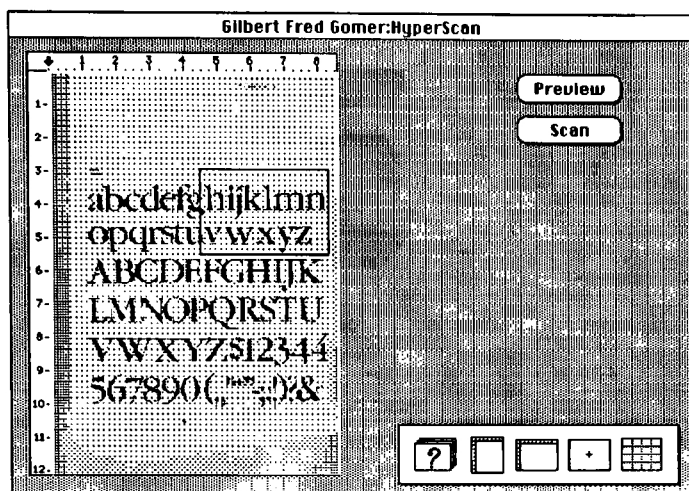 Gilbert Fred Gomer:HyperScan
1 2 3 4 5 6 7 8
Preview
Scan
1-
2-
3-
abcdefghijklmn
4-
opqrstuvwxyz
5-
ABCDEFGHIJK
6-
LMNOPQRSTU
7-
VWXYZ$12344
8-
567890
9-
10-
11-
12-
?